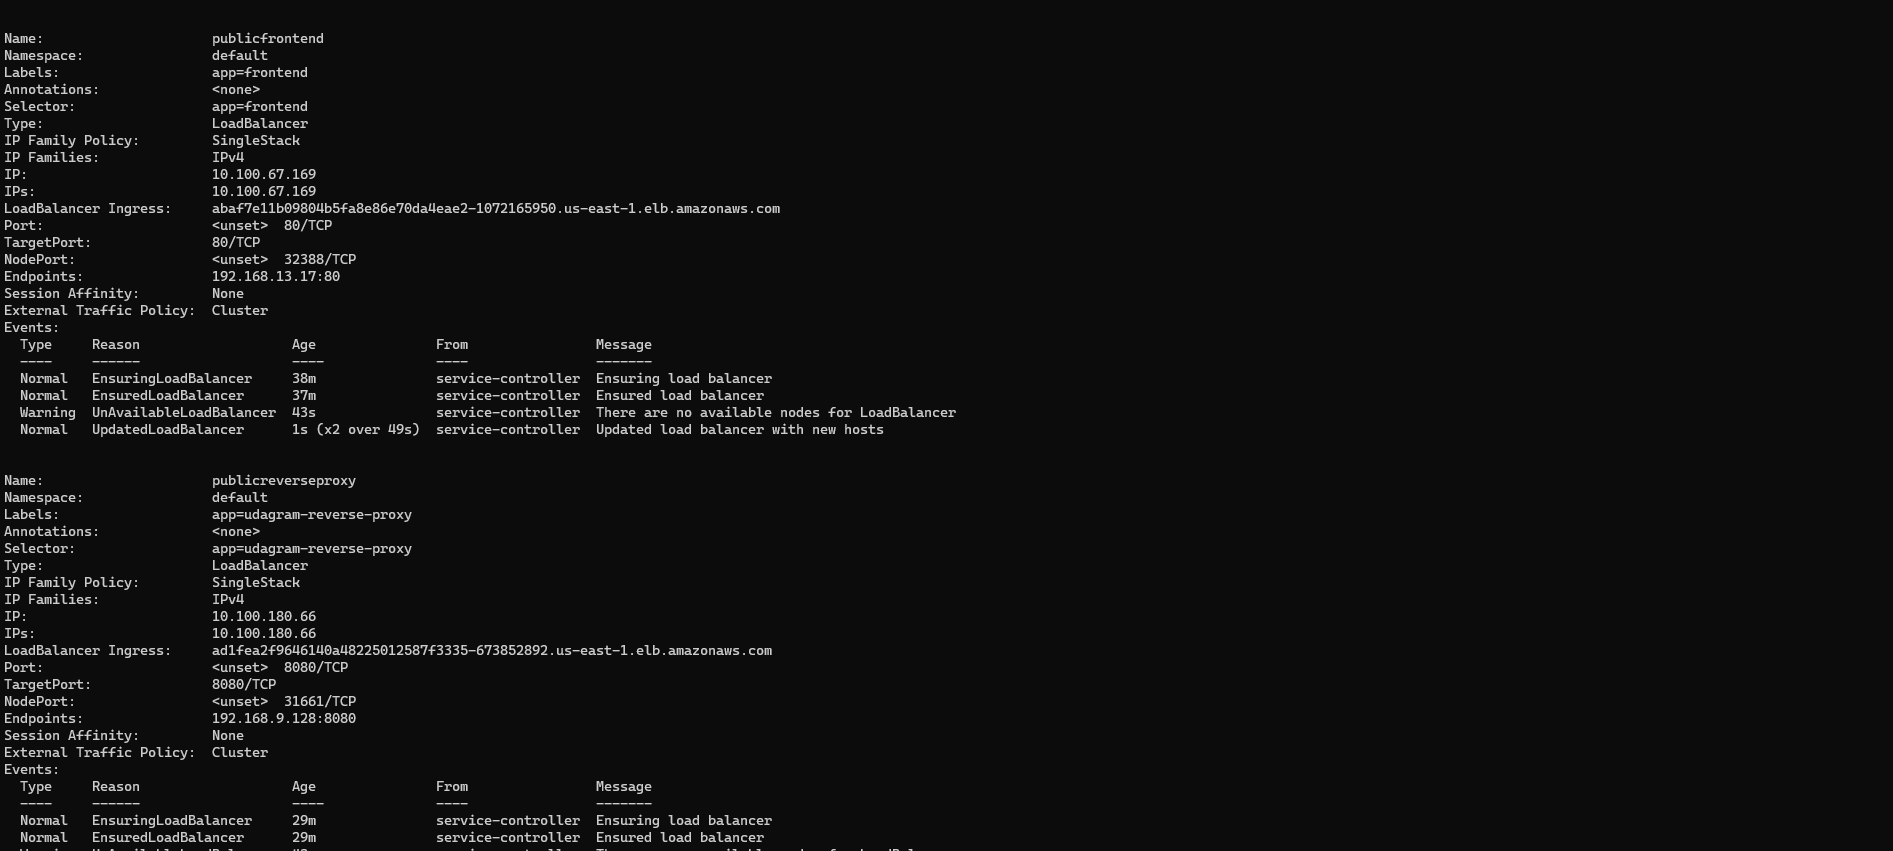 Name: publicfrontend
Namespace: default
Labels: app=frontend
Annotations: <none>
Selector: app=frontend
Type: LoadBalancer
IP Family Policy: SingleStack
IP Families: IPv4
IP: 10.100.67.169
IPs: 10.100.67.169
LoadBalancer Ingress: abaf7e11b09804b5fa8e86e70da4eae2-1072165950.us-east-1.elb.amazonaws.com
Port: <unset> 80/TCP
TargetPort: 80/TCP
NodePort: <unset> 32388/TCP
Endpoints: 192.168.13.17:80
Session Affinity: None
External Traffic Policy: Cluster
Events:
Type Reason Age From Message
---- ------ ---- ---- -------
Normal EnsuringLoadBalancer 38m service-controller Ensuring load balancer
Normal EnsuredLoadBalancer 37m service-controller Ensured load balancer
Warning UnAvailableLoadBalancer 43s service-controller There are no available nodes for LoadBalancer
Normal UpdatedLoadBalancer 1s (x2 over 49s) service-controller Updated load balancer with new hosts
Name: publicreverseproxy
Namespace: default
Labels: app=udagram-reverse-proxy
Annotations: <none>
Selector: app=udagram-reverse-proxy
Type: LoadBalancer
IP Family Policy: SingleStack
IP Families: IPv4
IP: 10.100.180.66
IPs: 10.100.180.66
LoadBalancer Ingress: ad1fea2f9646140a48225012587f3335-673852892.us-east-1.elb.amazonaws.com
Port: <unset> 8080/TCP
TargetPort: 8080/TCP
NodePort: <unset> 31661/TCP
Endpoints: 192.168.9.128:8080
Session Affinity: None
External Traffic Policy: Cluster
Events:
Type Reason Age From Message
---- ------ ---- ---- -------
Normal EnsuringLoadBalancer 29m service-controller Ensuring load balancer
Normal EnsuredLoadBalancer 29m service-controller Ensured load balancer